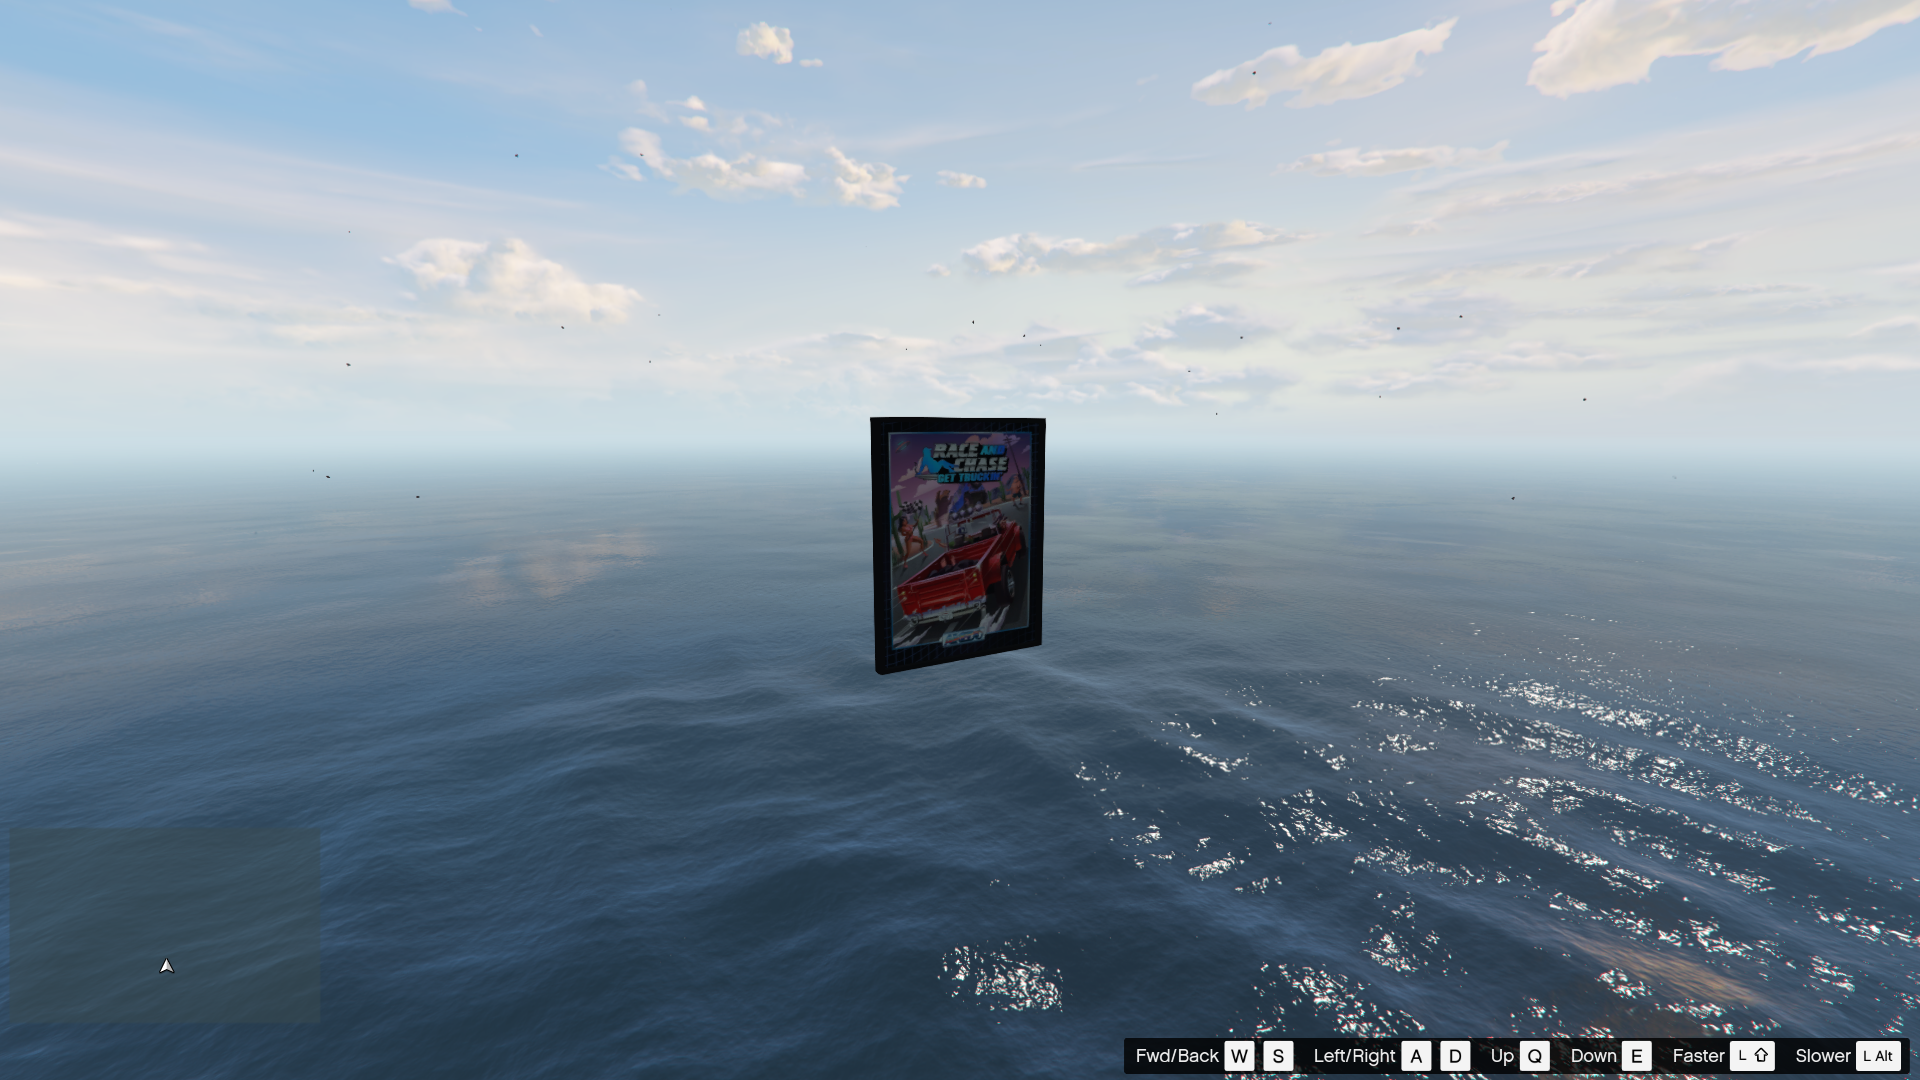 RACE AND
CHASE
GET TRUCKIN'
Fwd/Back W S Left/Right A D Up Q Down E Faster L ⇧ Slower L Alt